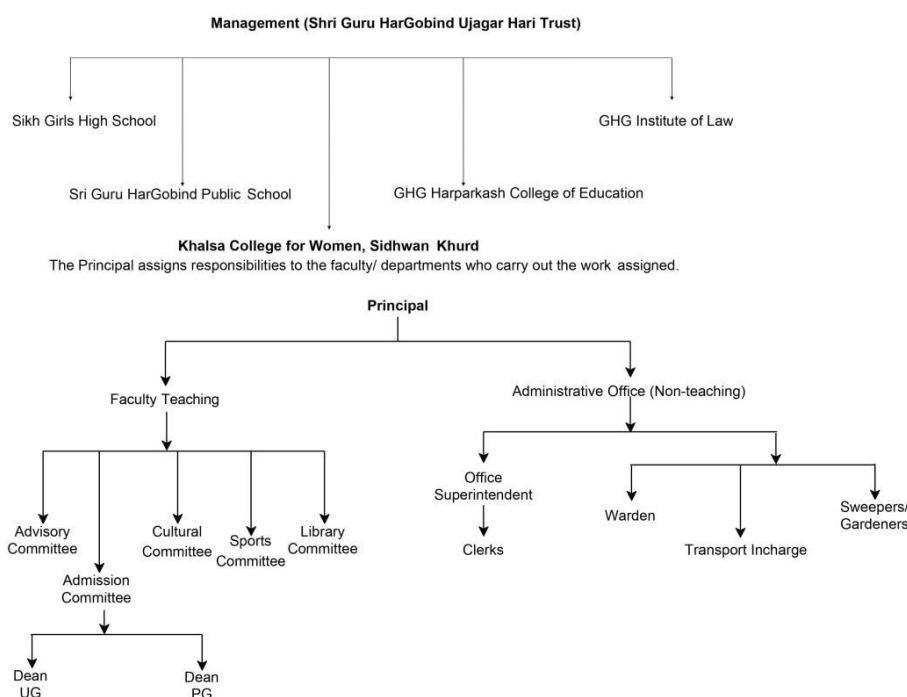 Management (Shri Guru HarGobind Ujagar Hari Trust)
Sikh Girls High School
GHG Institute of Law
Sri Guru HarGobind Public School
GHG Harparkash College of Education
Khalsa College for Women, Sidhwan Khurd
The Principal assigns responsibilities to the faculty/ departments who carry out the work assigned.
Principal
Faculty Teaching
Administrative Office (Non-teaching)
Advisory
Committee
Admission
Committee
Cultural
Committee
Sports
Committee
Library
Committee
Dean
UG
Dean
PG
Office
Superintendent
Clerks
Warden
Transport Incharge
Sweepers/
Gardeners